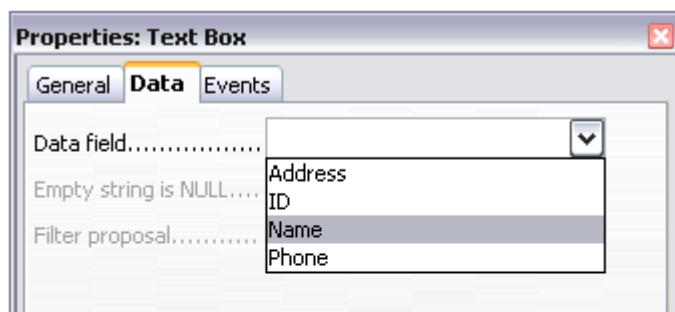 Properties: Text Box
General Data Events
Data field.................
Address
Empty string is NULL....
ID
Name
Filter proposal...........
Phone